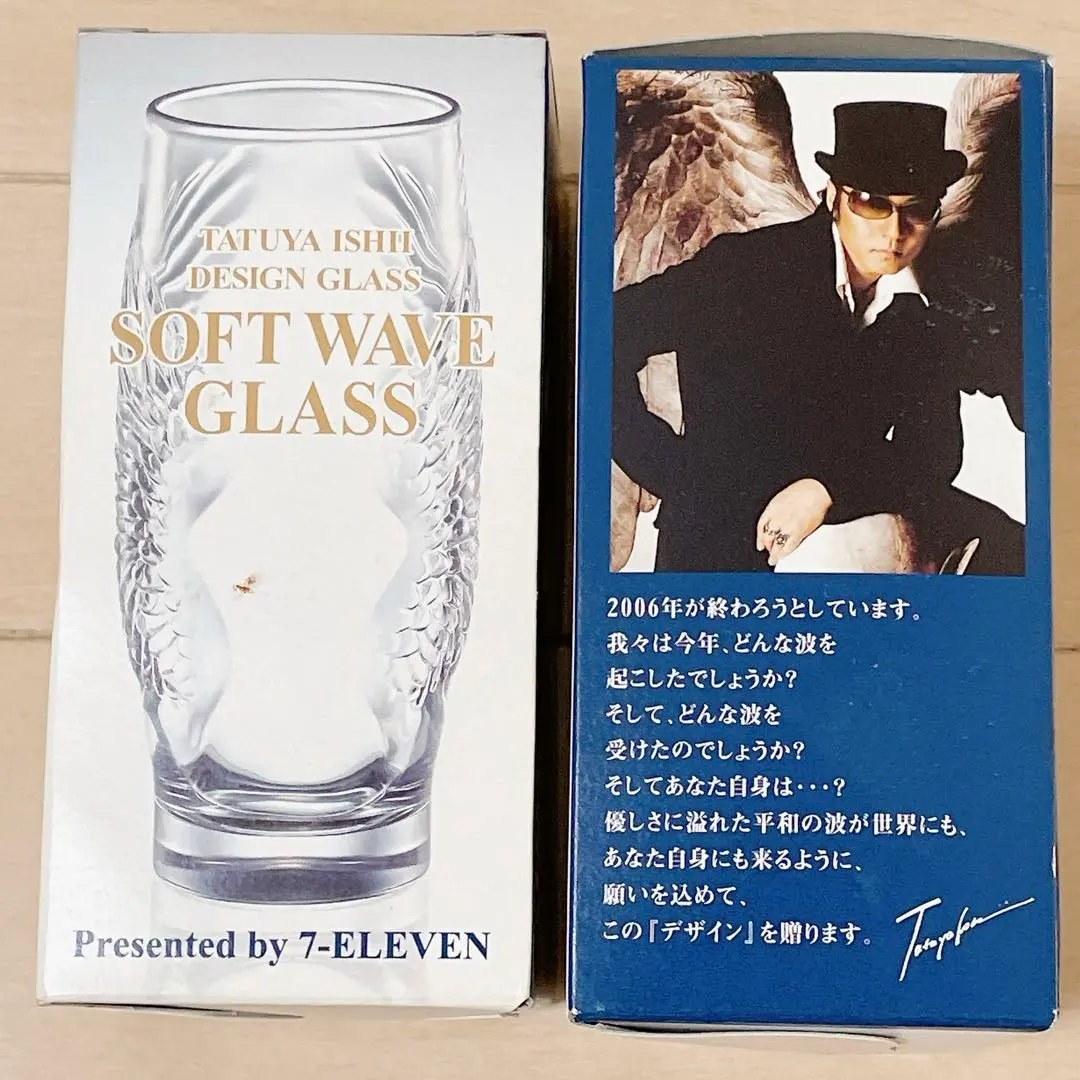 TATUYA ISHII
DESIGN GLASS
SOFT WAVE
GLASS
Presented by 7-ELEVEN
2006年が終わろうとしています。
我々は今年、どんな波を
起こしたでしょうか?
そして、どんな波を
受けたのでしょうか?
そしてあなた自身は・・・?
優しさに溢れた平和の波が世界にも、
あなた自身にも来るように、
願いを込めて、
この『デザイン』を贈ります。